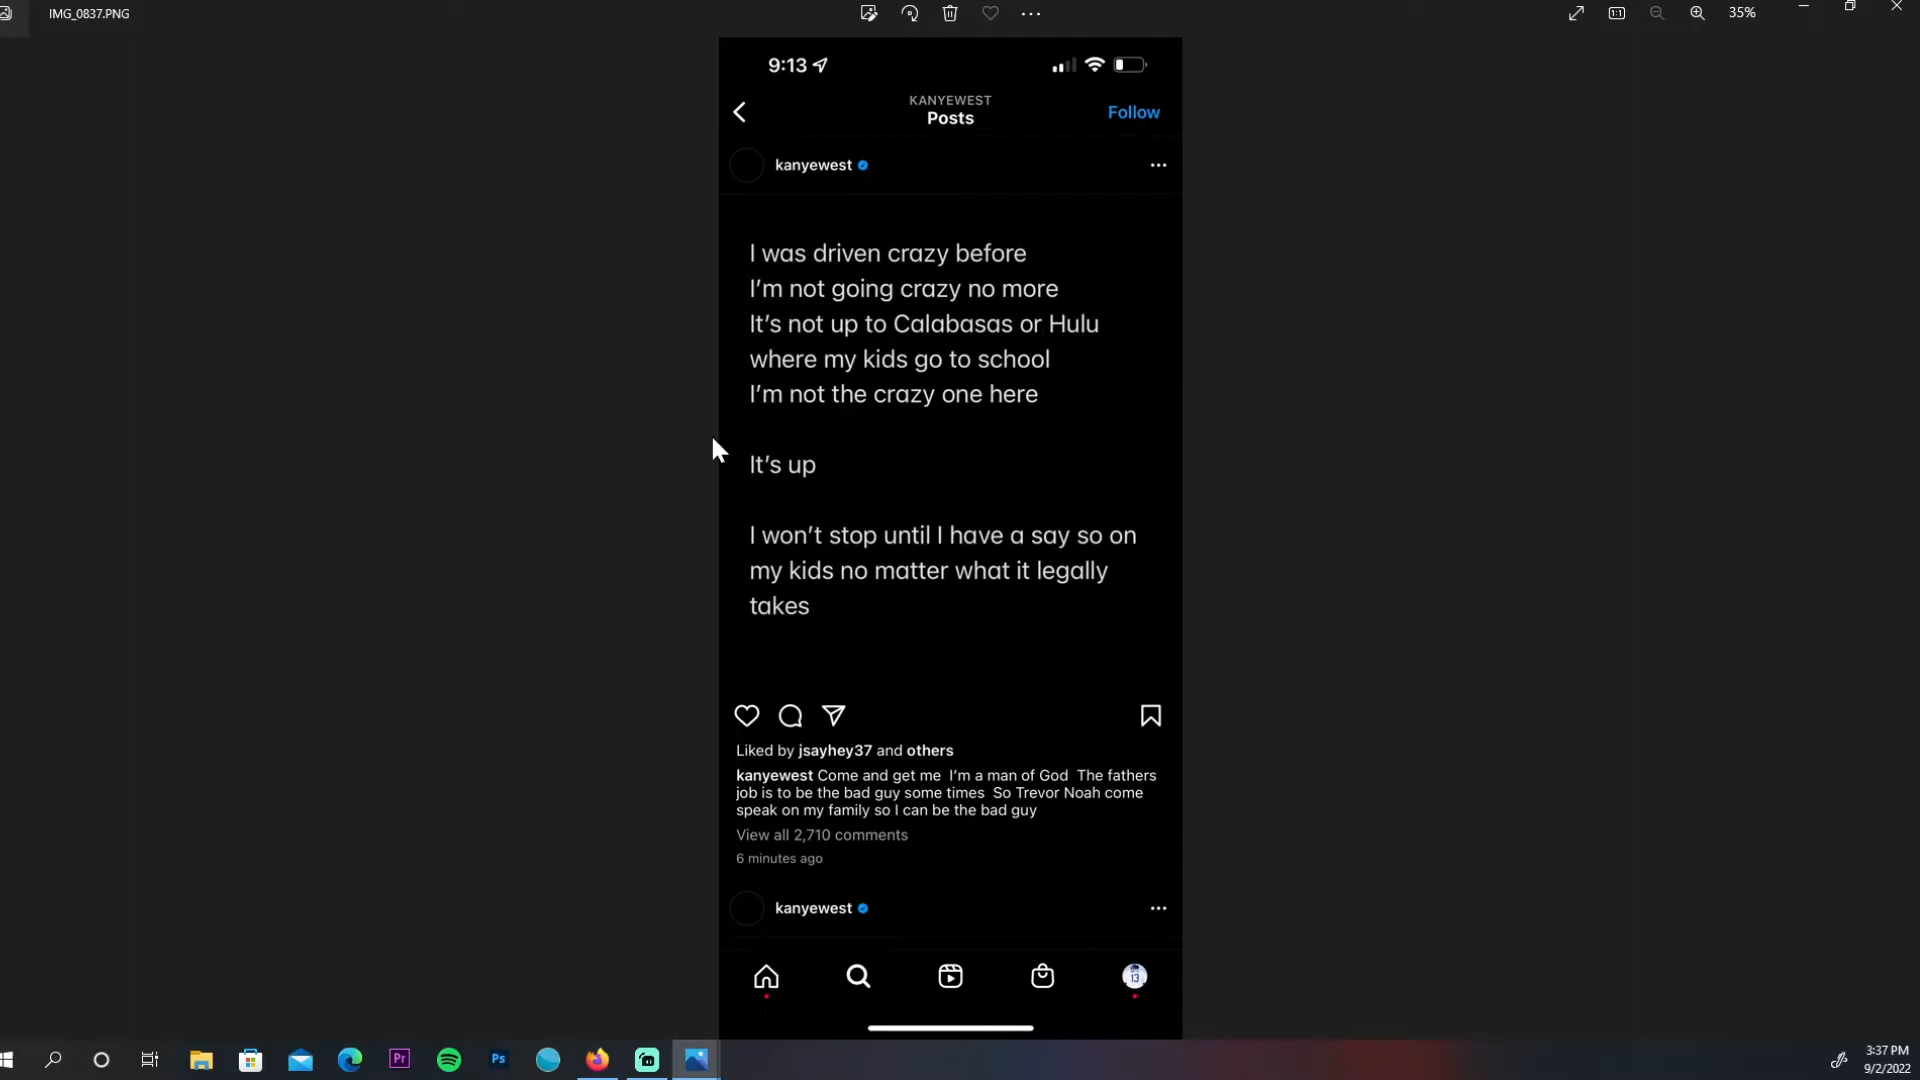 IMG_0837.PNG
35%
9:13
KANYEWEST
Posts
Follow
kanyewest
I was driven crazy before
I'm not going crazy no more
It's not up to Calabasas or Hulu
where my kids go to school
I'm not the crazy one here
It's up
I won't stop until I have a say so on
my kids no matter what it legally
takes
Liked by jsayhey37 and others
kanyewest Come and get me I'm a man of God The fathers
job is to be the bad guy some times So Trevor Noah come
speak on my family so I can be the bad guy
View all 2,710 comments
6 minutes ago
kanyewest
13
Pr
Ps
3:37 PM
9/2/2022